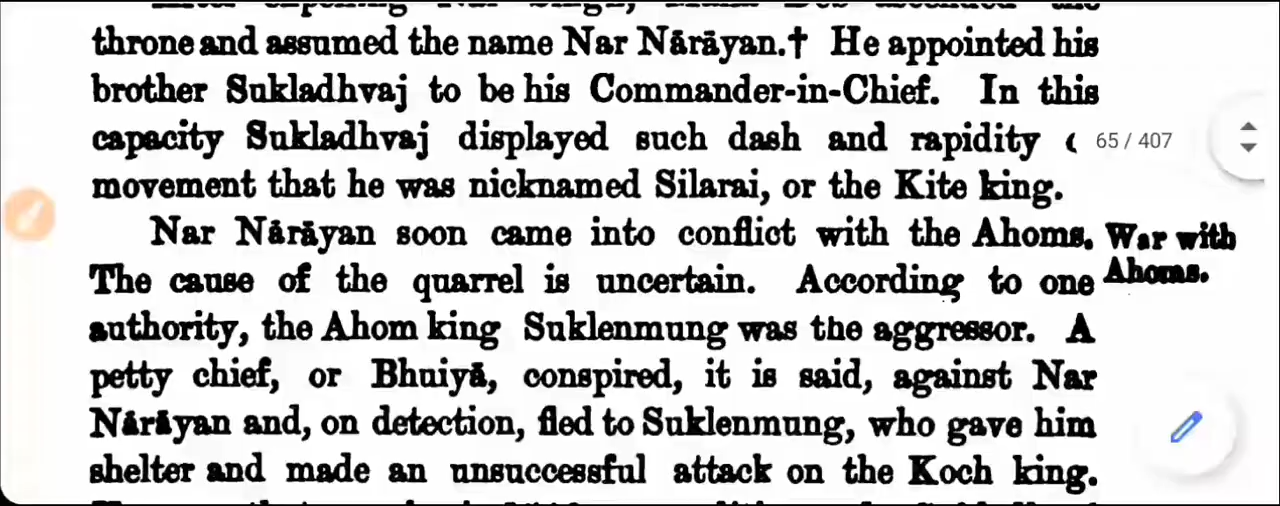 throne and assumed the name Nar Nārāyan.† He appointed his
brother Sukladhvaj to be his Commander-in-Chief. In this
capacity Sukladhvaj displayed such dash and rapidity
65 / 407
movement that he was nicknamed Silarai, or the Kite king.
Nar Nārāyan soon came into conflict with the Ahoms.
War with
Ahoms.
The cause of the quarrel is uncertain. According to one
authority, the Ahom king Suklenmung was the aggressor. A
petty chief, or Bhuiyā, conspired, it is said, against Nar
Nārāyan and, on detection, fled to Suklenmung, who gave him
shelter and made an unsuccessful attack on the Koch king.